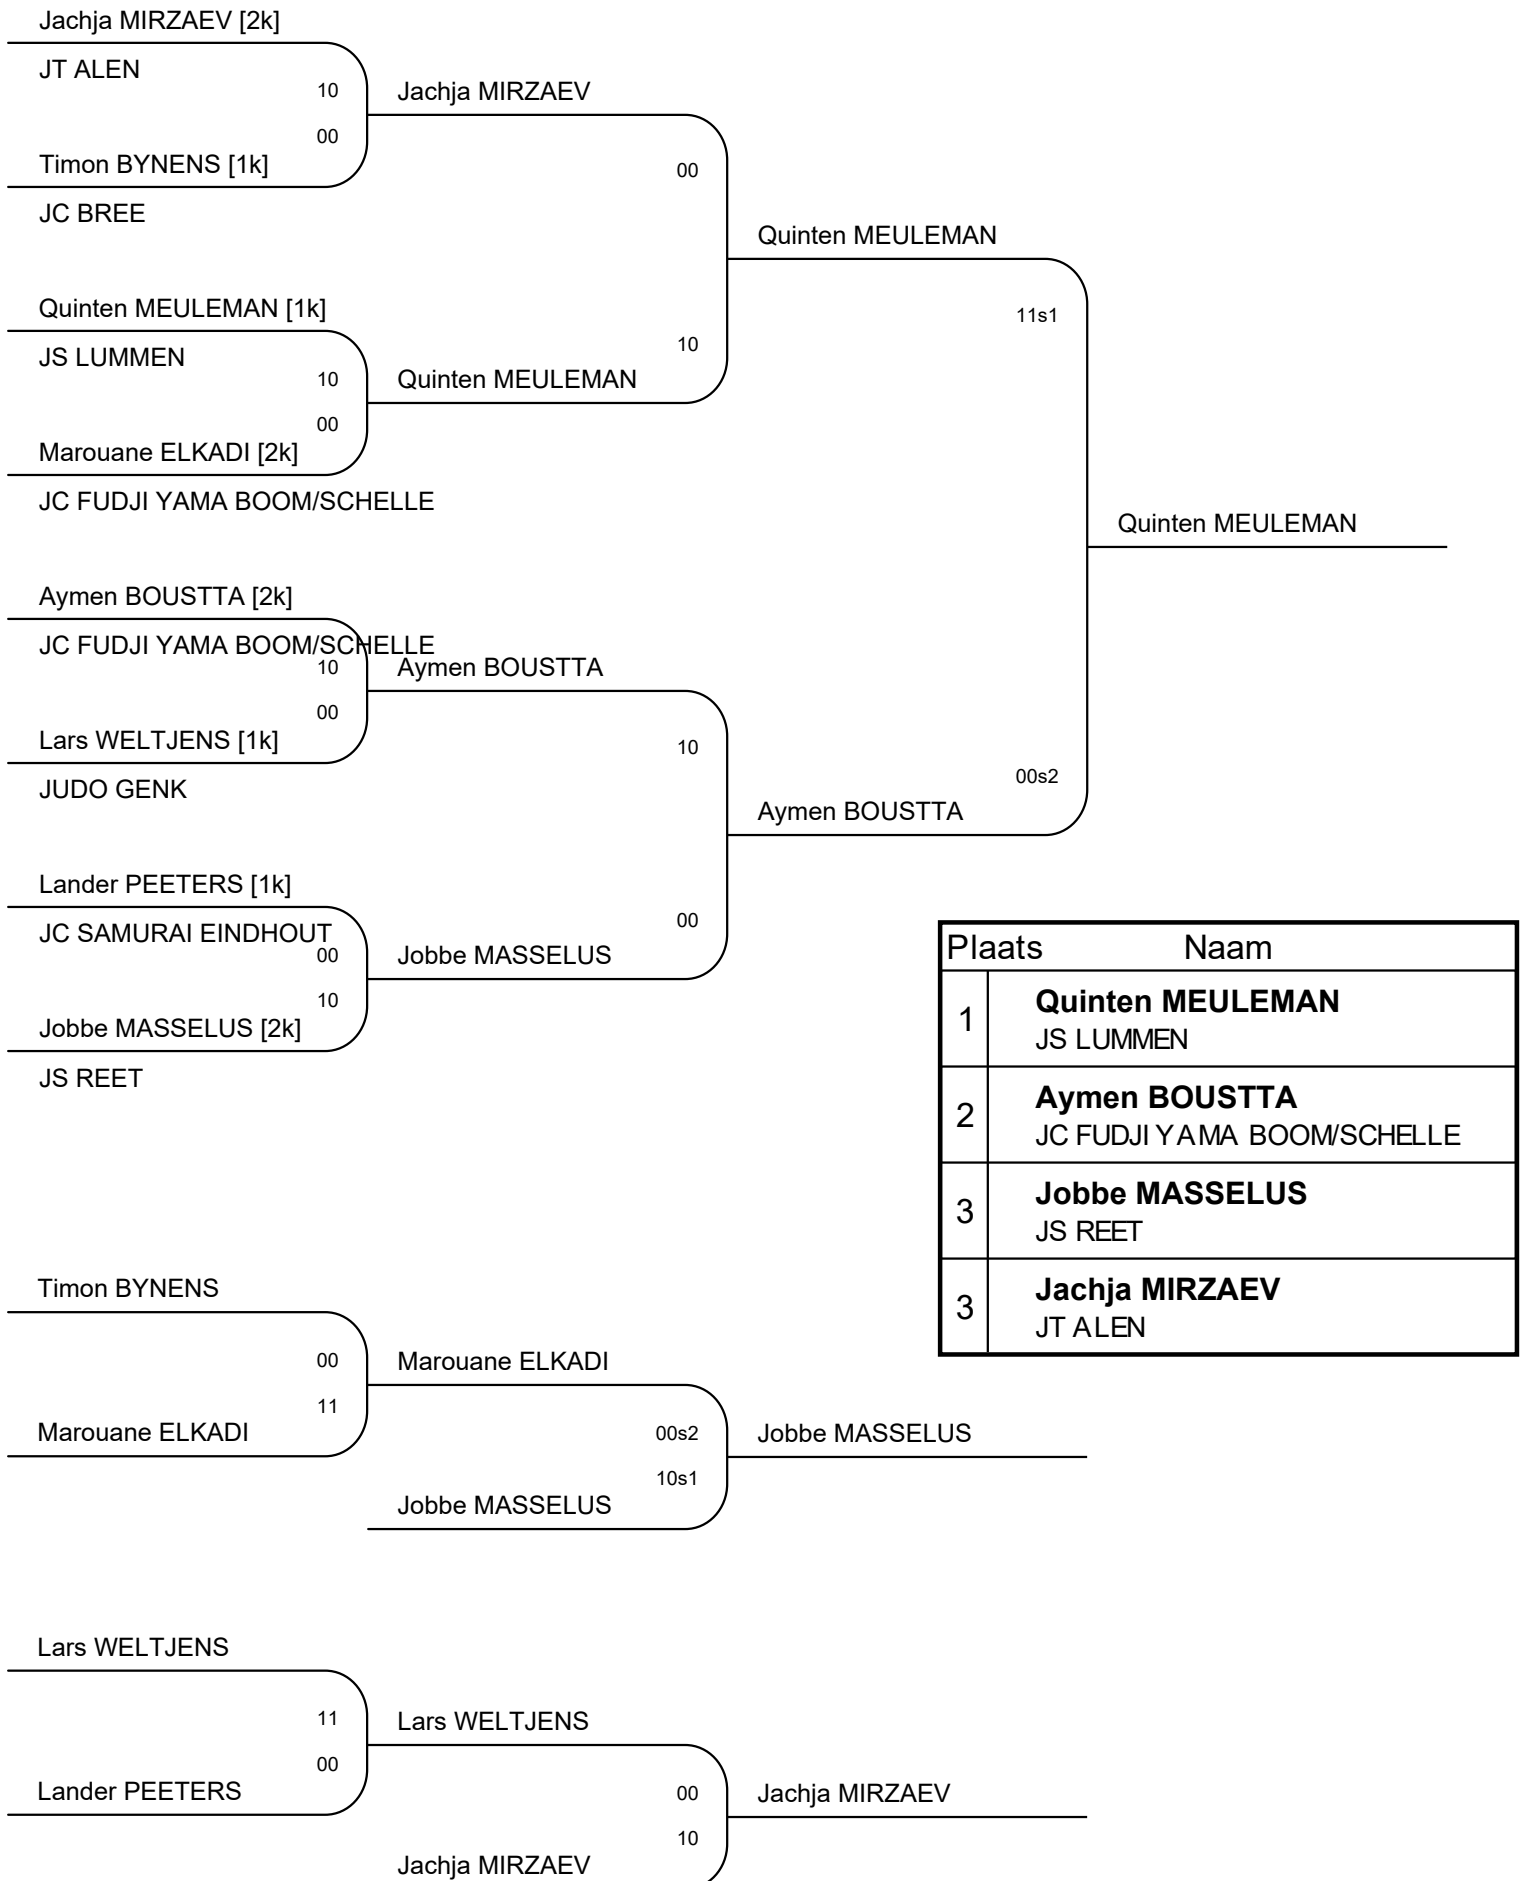 Jachja MIRZAEV [2k]
JT ALEN
10
Jachja MIRZAEV
00
Timon BYNENS [1k]
00
JC BREE
Quinten MEULEMAN
Quinten MEULEMAN [1k]
11s1
JS LUMMEN
10
10
Quinten MEULEMAN
00
Marouane ELKADI [2k]
JC FUDJI YAMA BOOM/SCHELLE
Quinten MEULEMAN
Aymen BOUSTTA [2k]
JC FUDJI YAMA BOOM/SCHELLE
10
Aymen BOUSTTA
00
Lars WELTJENS [1k]
10
00s2
JUDO GENK
Aymen BOUSTTA
Lander PEETERS [1k]
00
JC SAMURAI EINDHOUT
00
Jobbe MASSELUS
10
Jobbe MASSELUS [2k]
JS REET
Plaats Naam
1 Quinten MEULEMAN
JS LUMMEN
2 Aymen BOUSTTA
JC FUDJI YAMA BOOM/SCHELLE
3 Jobbe MASSELUS
JS REET
3 Jachja MIRZAEV
JT ALEN
Timon BYNENS
00
Marouane ELKADI
11
Marouane ELKADI
00s2
Jobbe MASSELUS
10s1
Jobbe MASSELUS
Lars WELTJENS
11
Lars WELTJENS
00
Lander PEETERS
00
Jachja MIRZAEV
10
Jachja MIRZAEV